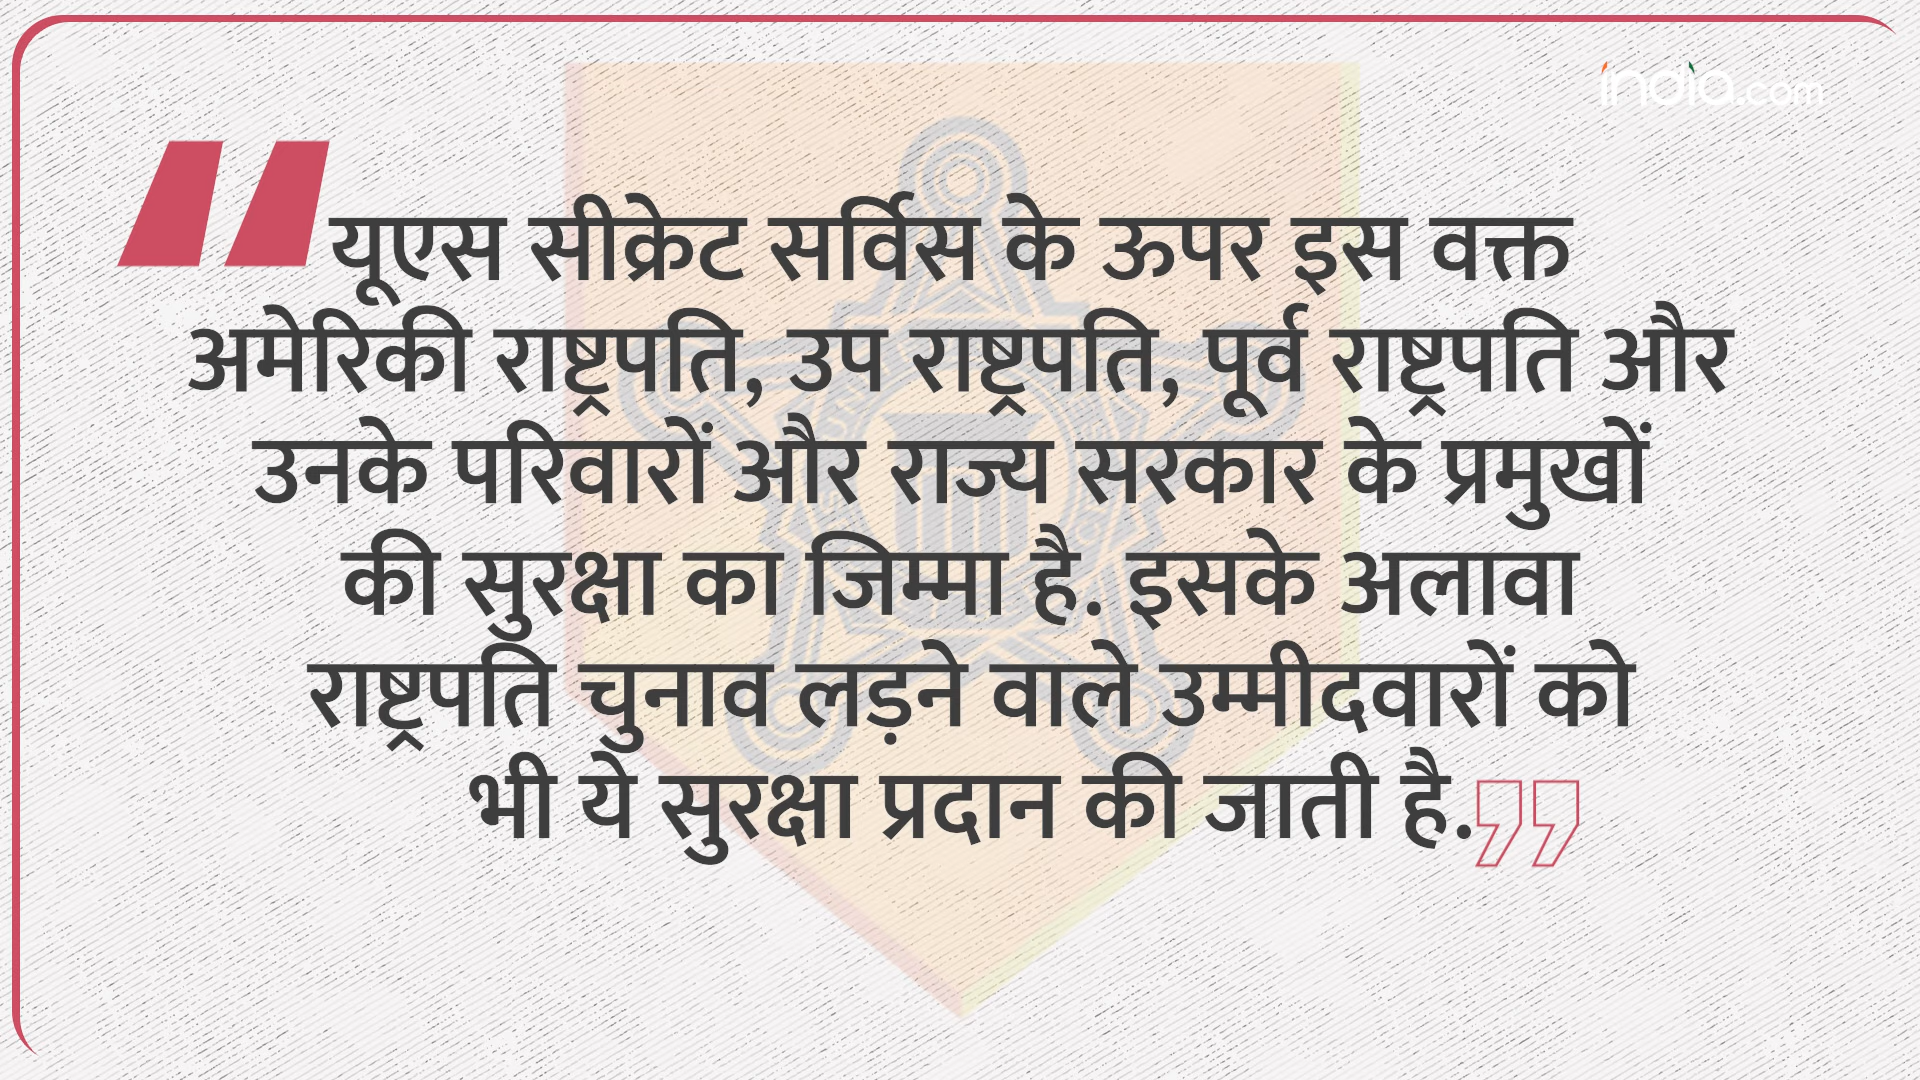 india.com
यूएस सीक्रेट सर्विस के ऊपर इस वक्त
अमेरिकी राष्ट्रपति, उप राष्ट्रपति, पूर्व राष्ट्रपति और
उनके परिवारों और राज्य सरकार के प्रमुखों
की सुरक्षा का जिम्मा है. इसके अलावा
राष्ट्रपति चुनाव लड़ने वाले उम्मीदवारों को
भी ये सुरक्षा प्रदान की जाती है.